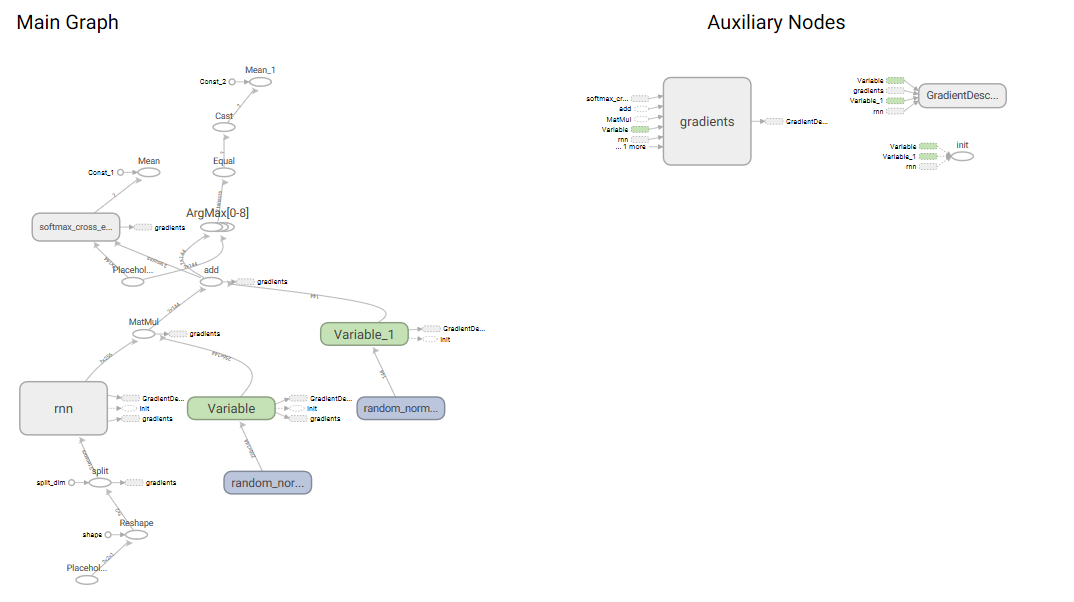 Main Graph
Auxiliary Nodes
Mean_1
Const_2
Cast
Mean
Equal
Const_1
ArgMax[0-8]
softmax_cross_e...
gradients
Placehol...
add
gradients
MatMul
gradients
Variable_1
GradientDe...
init
rnn
GradientDe...
init
gradients
Variable
GradientDe...
init
gradients
random_norm...
split
split_dim
gradients
random_nor...
Reshape
shape
Placehol...
softmax_cr...
add
MatMul
Variable
rnn
... 1 more
gradients
GradientDe...
Variable
gradients
Variable_1
rnn
GradientDesc...
Variable
Variable_1
rnn
init